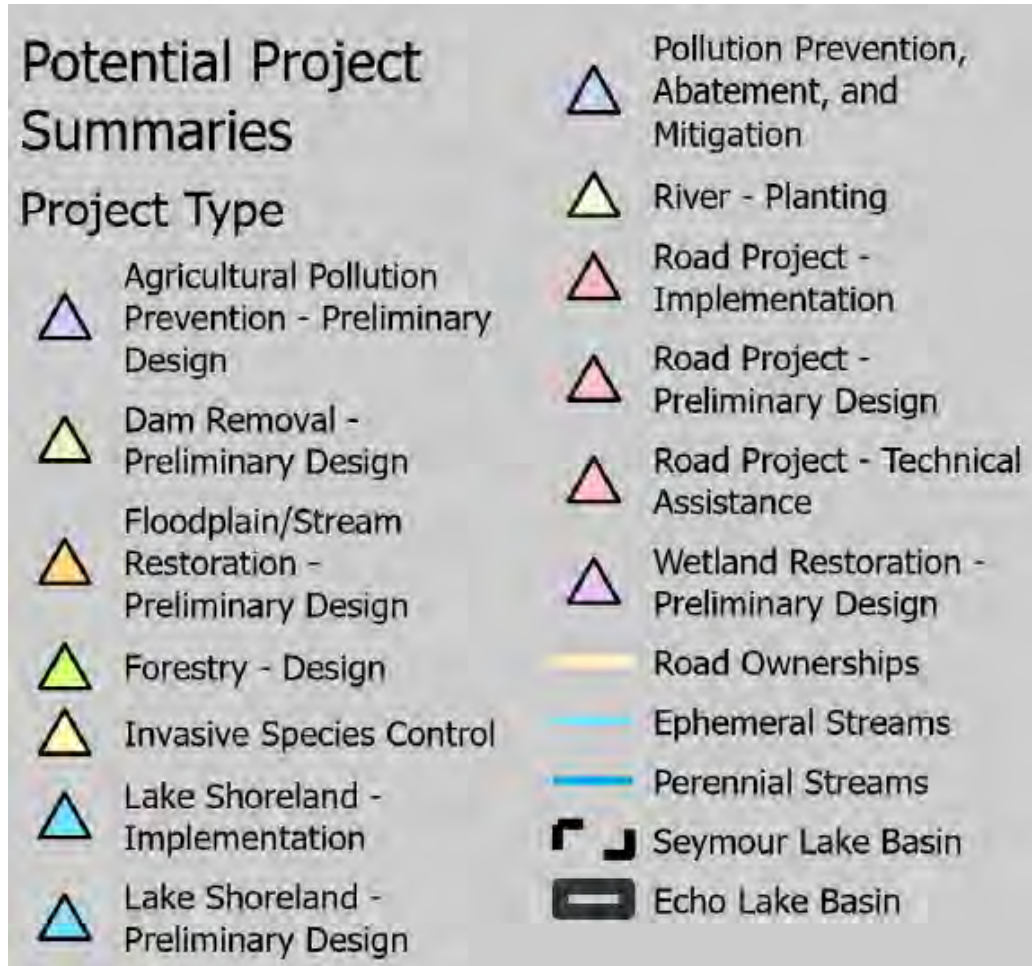 Potential Project
Summaries
Project Type
Agricultural Pollution
Prevention - Preliminary
Design
Dam Removal -
Preliminary Design
Floodplain/Stream
Restoration -
Preliminary Design
Forestry - Design
Invasive Species Control
Lake Shoreland -
Implementation
Lake Shoreland -
Preliminary Design
Pollution Prevention,
Abatement, and
Mitigation
River - Planting
Road Project -
Implementation
Road Project -
Preliminary Design
Road Project - Technical
Assistance
Wetland Restoration -
Preliminary Design
Road Ownerships
Ephemeral Streams
Perennial Streams
Seymour Lake Basin
Echo Lake Basin